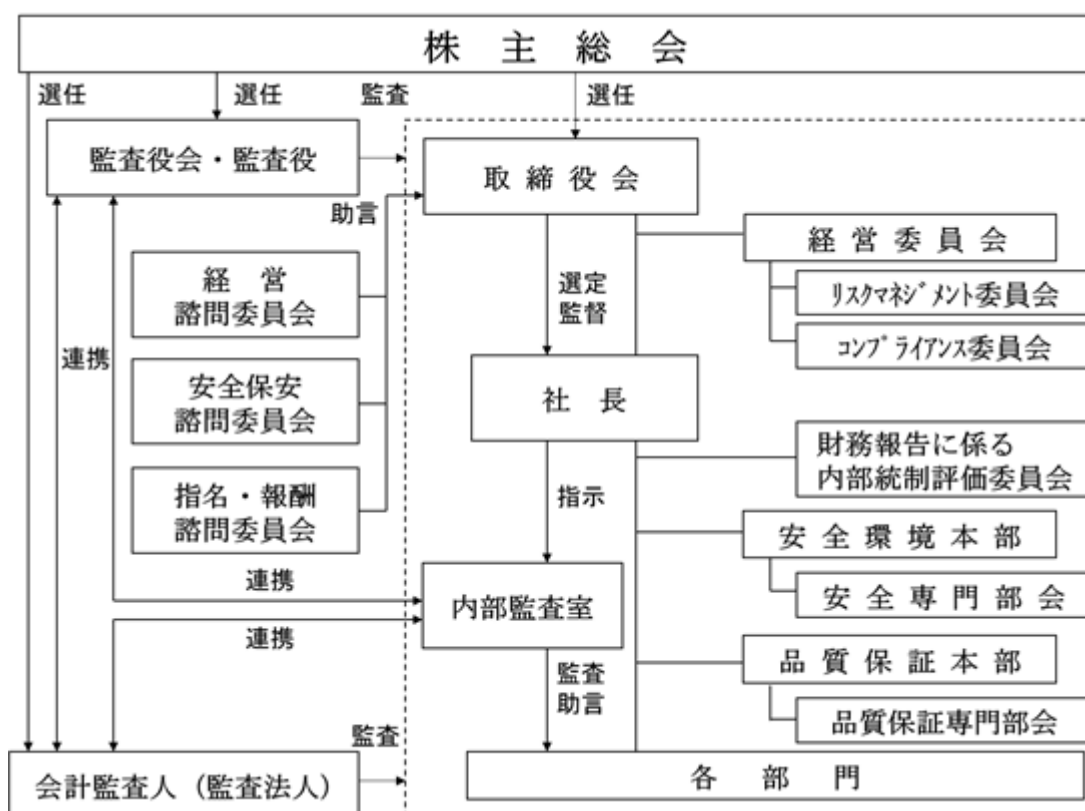 株主総会
選任
選任
監査
選任
監査役会・監査役
取締役会
助言
経営委員会
経営
諮問委員会
選定
監督
リスクマネジメント委員会
コンプライアンス委員会
連携
安全保安
諮問委員会
社長
財務報告に係る
内部統制評価委員会
指名・報酬
諮問委員会
指示
安全環境本部
連携
内部監査室
安全専門部会
連携
品質保証本部
監査
助言
品質保証専門部会
監査
会計監査人（監査法人）
各部門